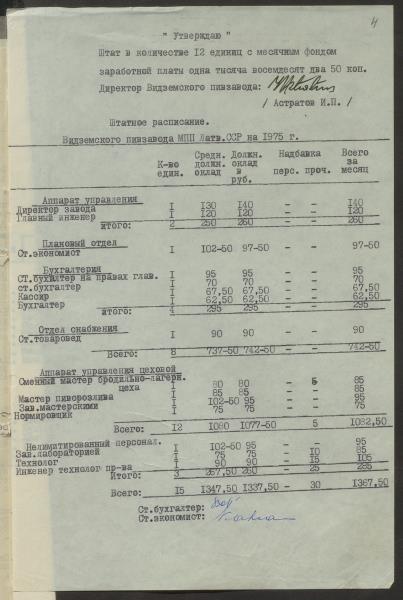 4
" Утверждаю "
Штат в количестве 12 единиц с месячным фондом
заработной платы одна тысяча восемдесят два 50 коп.
Директор Видземского пивзавода:
/ Астратов И.П. /
Штатное расписание.
Видземского пивзавода МПП Латв.ССР на 1975 г.
К-во един. Средн. должн. оклад Должн. оклад в руб. Надбавка перс. проч. Всего за месяц
Аппарат управления
Директор завода I 130 140 - - 140
Главный инженер I 120 120 - - 120
итого: 2 250 260 - - 260
Плановый отдел
Ст.экономист I 102-50 97-50 - - 97-50
Бухгалтерия
Ст.бухгалтер на правах глав. I 95 95 - - 95
ст.бухгалтер I 70 70 - - 70
Кассир I 67,50 67,50 - - 67,50
Бухгалтер I 62,50 62,50 - - 62,50
итого: 4 295 295 - - 295
Отдел снабжения
Ст.товаровед I 90 90 - - 90
Всего: 8 737-50 742-50 - - 742-50
Аппарат управления цеховой
Сменный мастер бродильно-лагерн.
цеха I 80 80 - 5 85
Мастер пиворозлива I 85 85 - - 85
Зав.мастерскими I 102-50 95 - - 95
Нормировщик I 75 75 - - 75
Всего: 12 1080 1077-50 - 5 1082,50
Нелимитированный персонал.
Зав.лабораторией I 102-50 95 - - 95
Технолог I 75 75 - 10 85
Инженер технолог пр-ва I 90 90 - 15 105
Итого: 3 267,50 260 - 25 285
Всего: 15 1347,50 1337,50 - 30 1367,50
Ст.бухгалтер:
Ст.экономист: